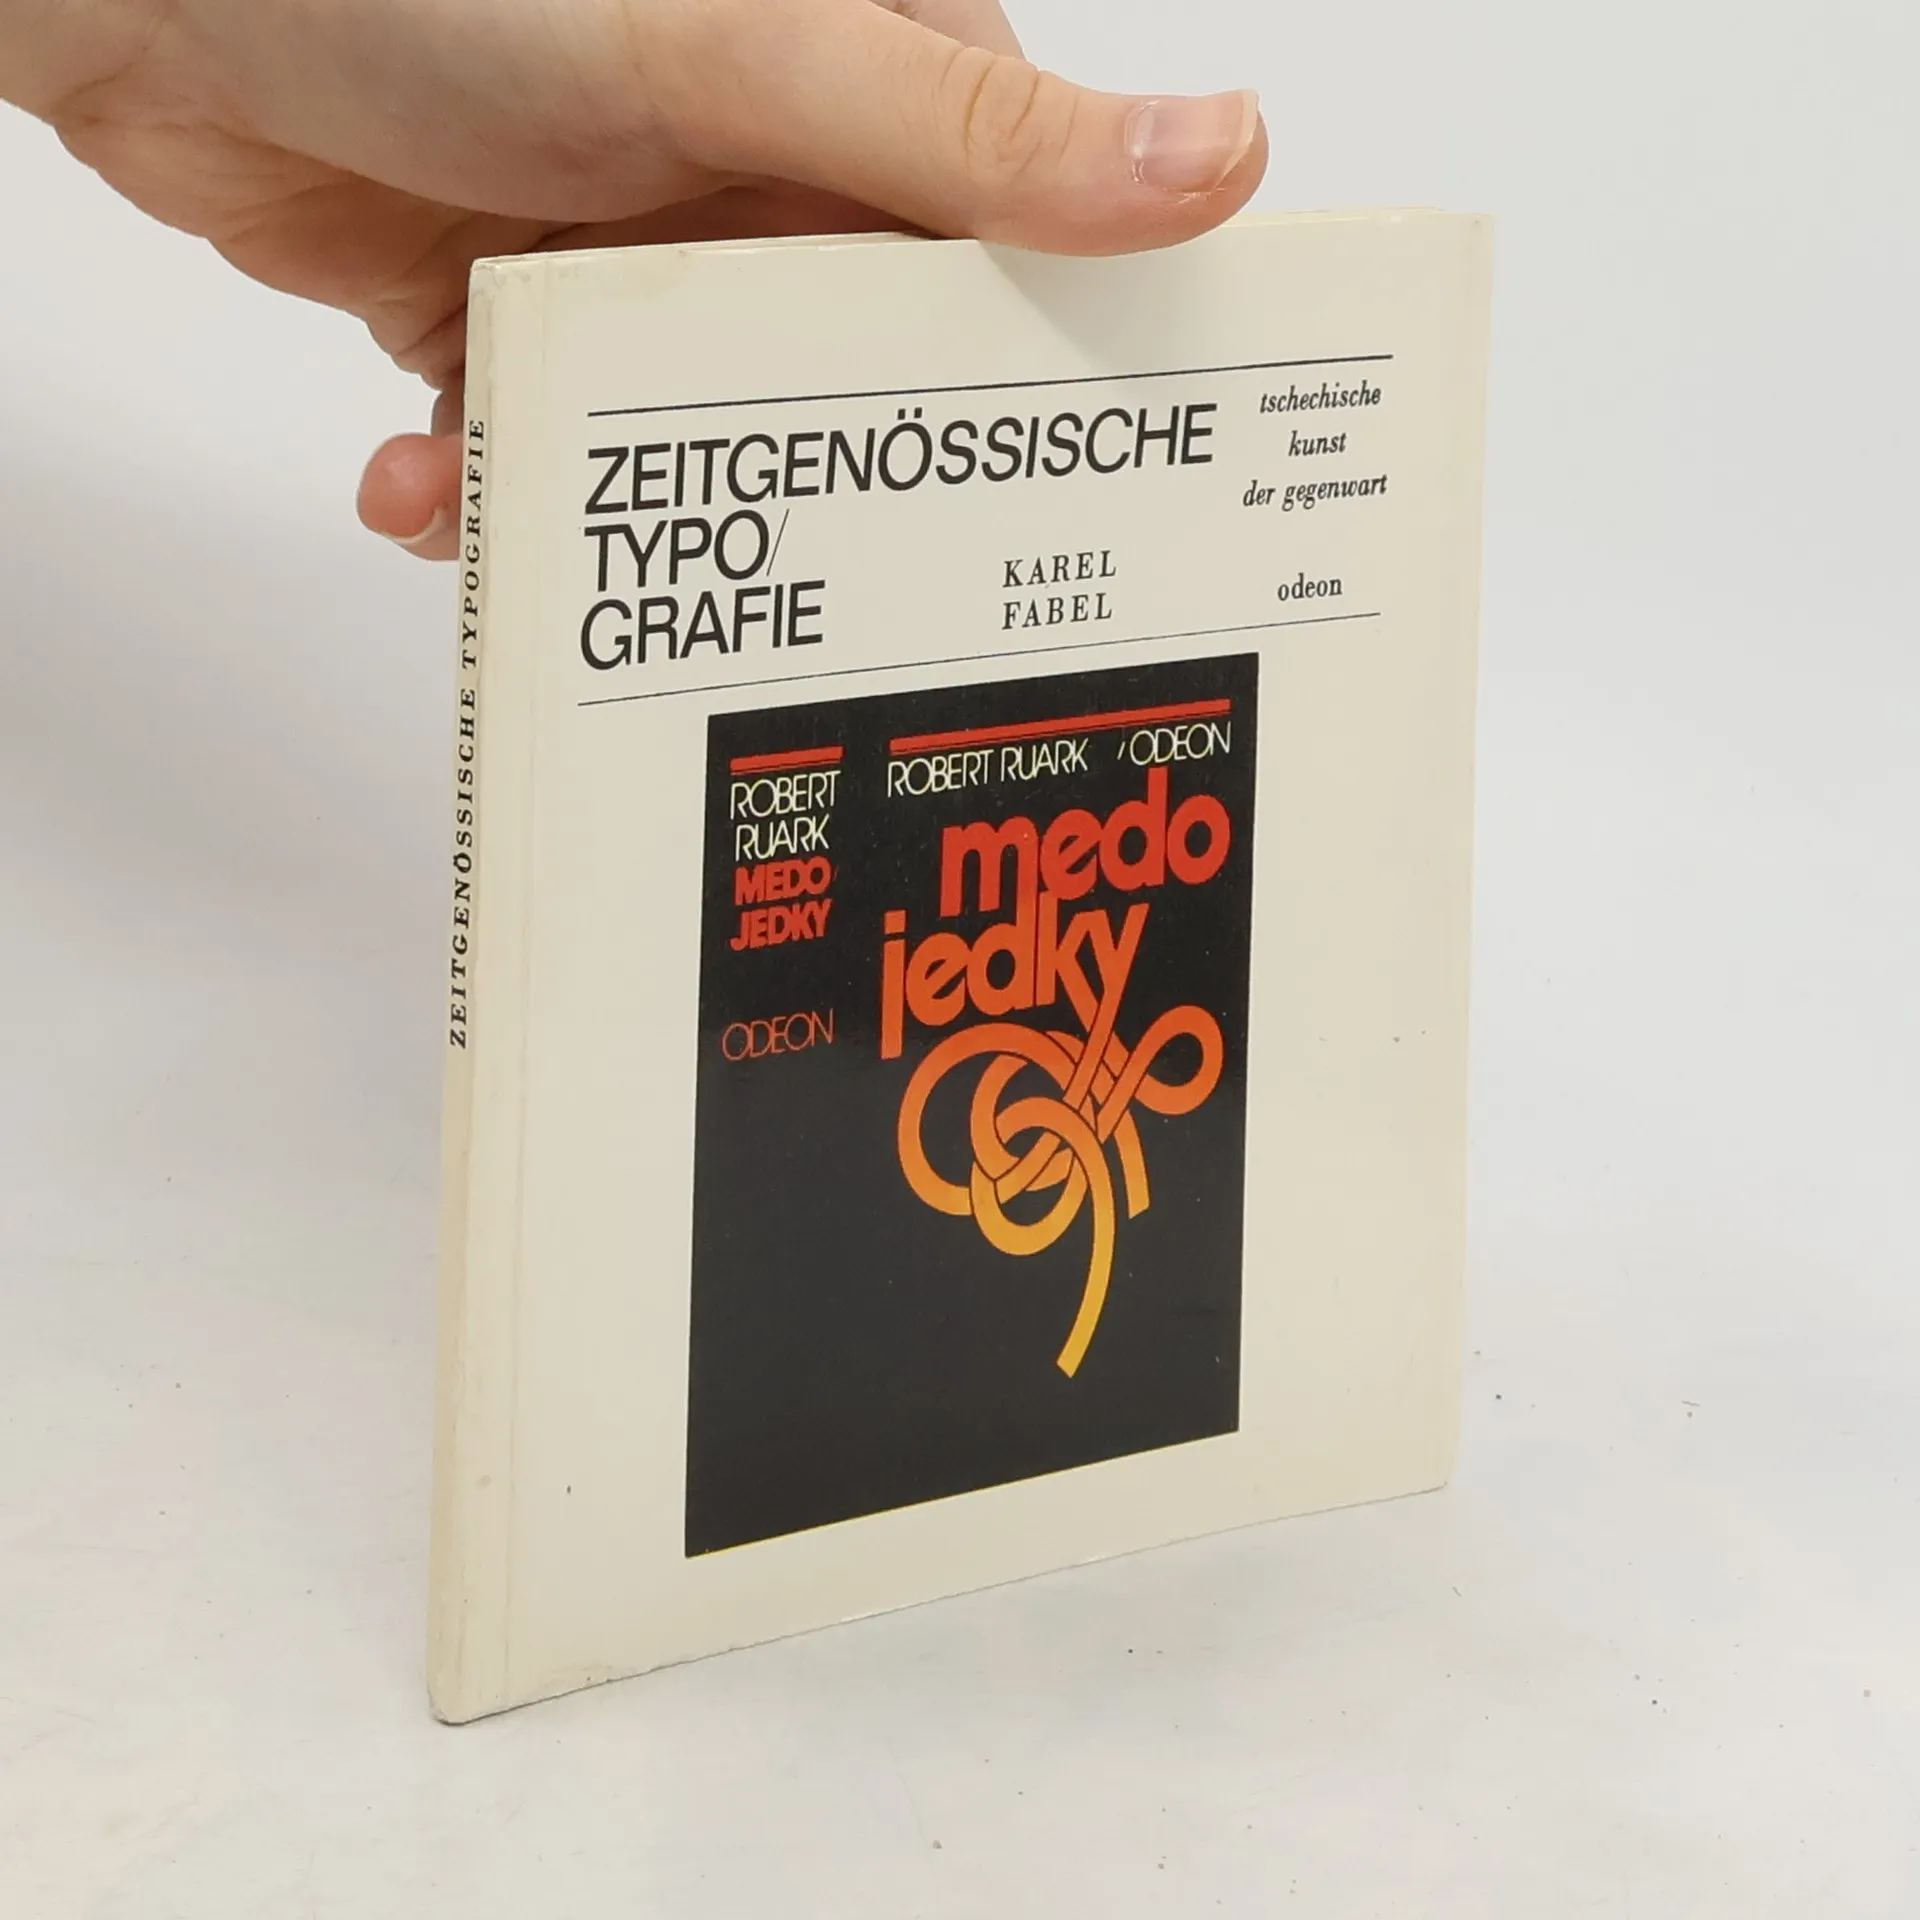 ZEITGENÖSSISCHE TYPOGRAFIE
ZEITGENÖSSISCHE
TYPO/
GRAFIE
KAREL
FABEL
tschechische
kunst
der gegenwart
odeon
ROBERT
RUARK
MEDO
JEDKY
ODEON
ROBERT RUARK /ODEON
medo
jedky